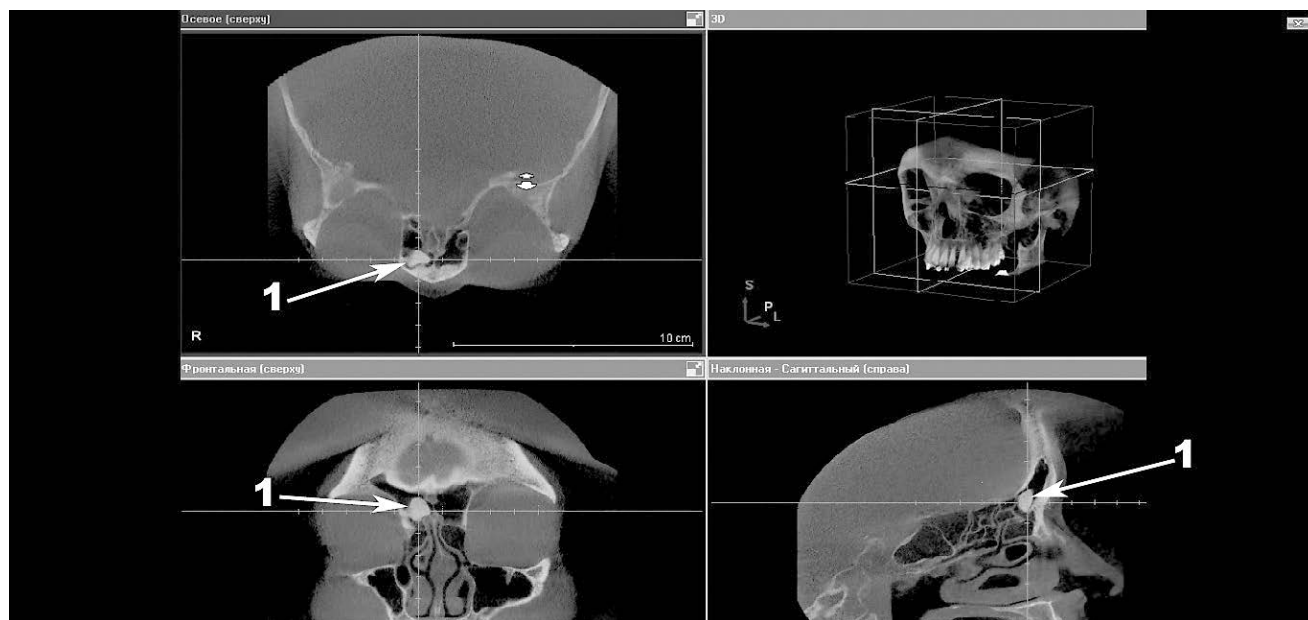 Осевое (сверху)
3D
1
R
10 cm
S
P
L
Фронтальная (сверху)
Наклонная - Сагиттальный (справа)
1
1